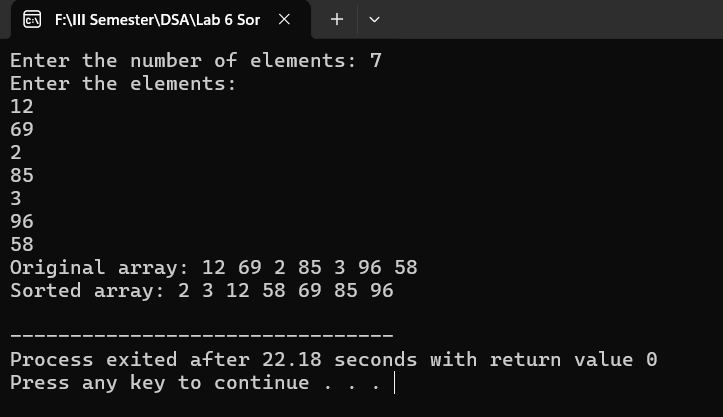 F:\III Semester\DSA\Lab 6 Sor
Enter the number of elements: 7
Enter the elements:
12
69
2
85
3
96
58
Original array: 12 69 2 85 3 96 58
Sorted array: 2 3 12 58 69 85 96
--------------------------------
Process exited after 22.18 seconds with return value 0
Press any key to continue . . .